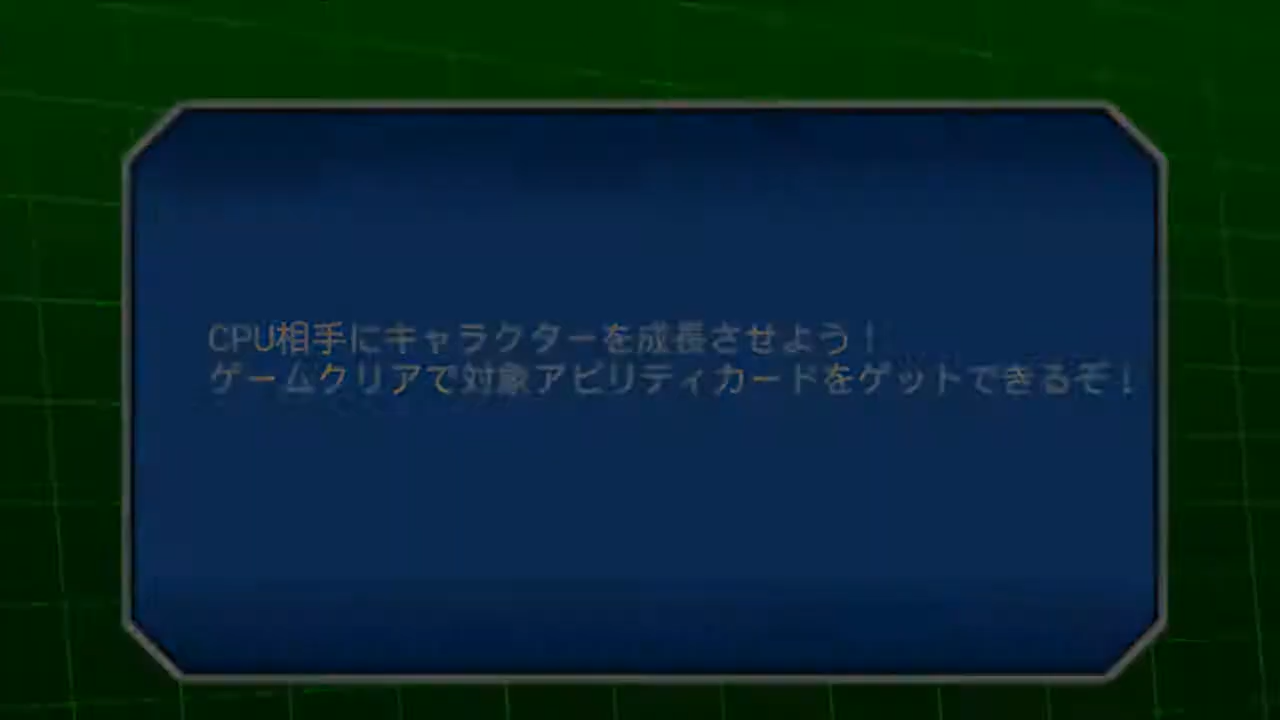 CPU相手にキャラクターを成長させよう！
ゲームクリアで対象アビリティカードをゲットできるぞ！